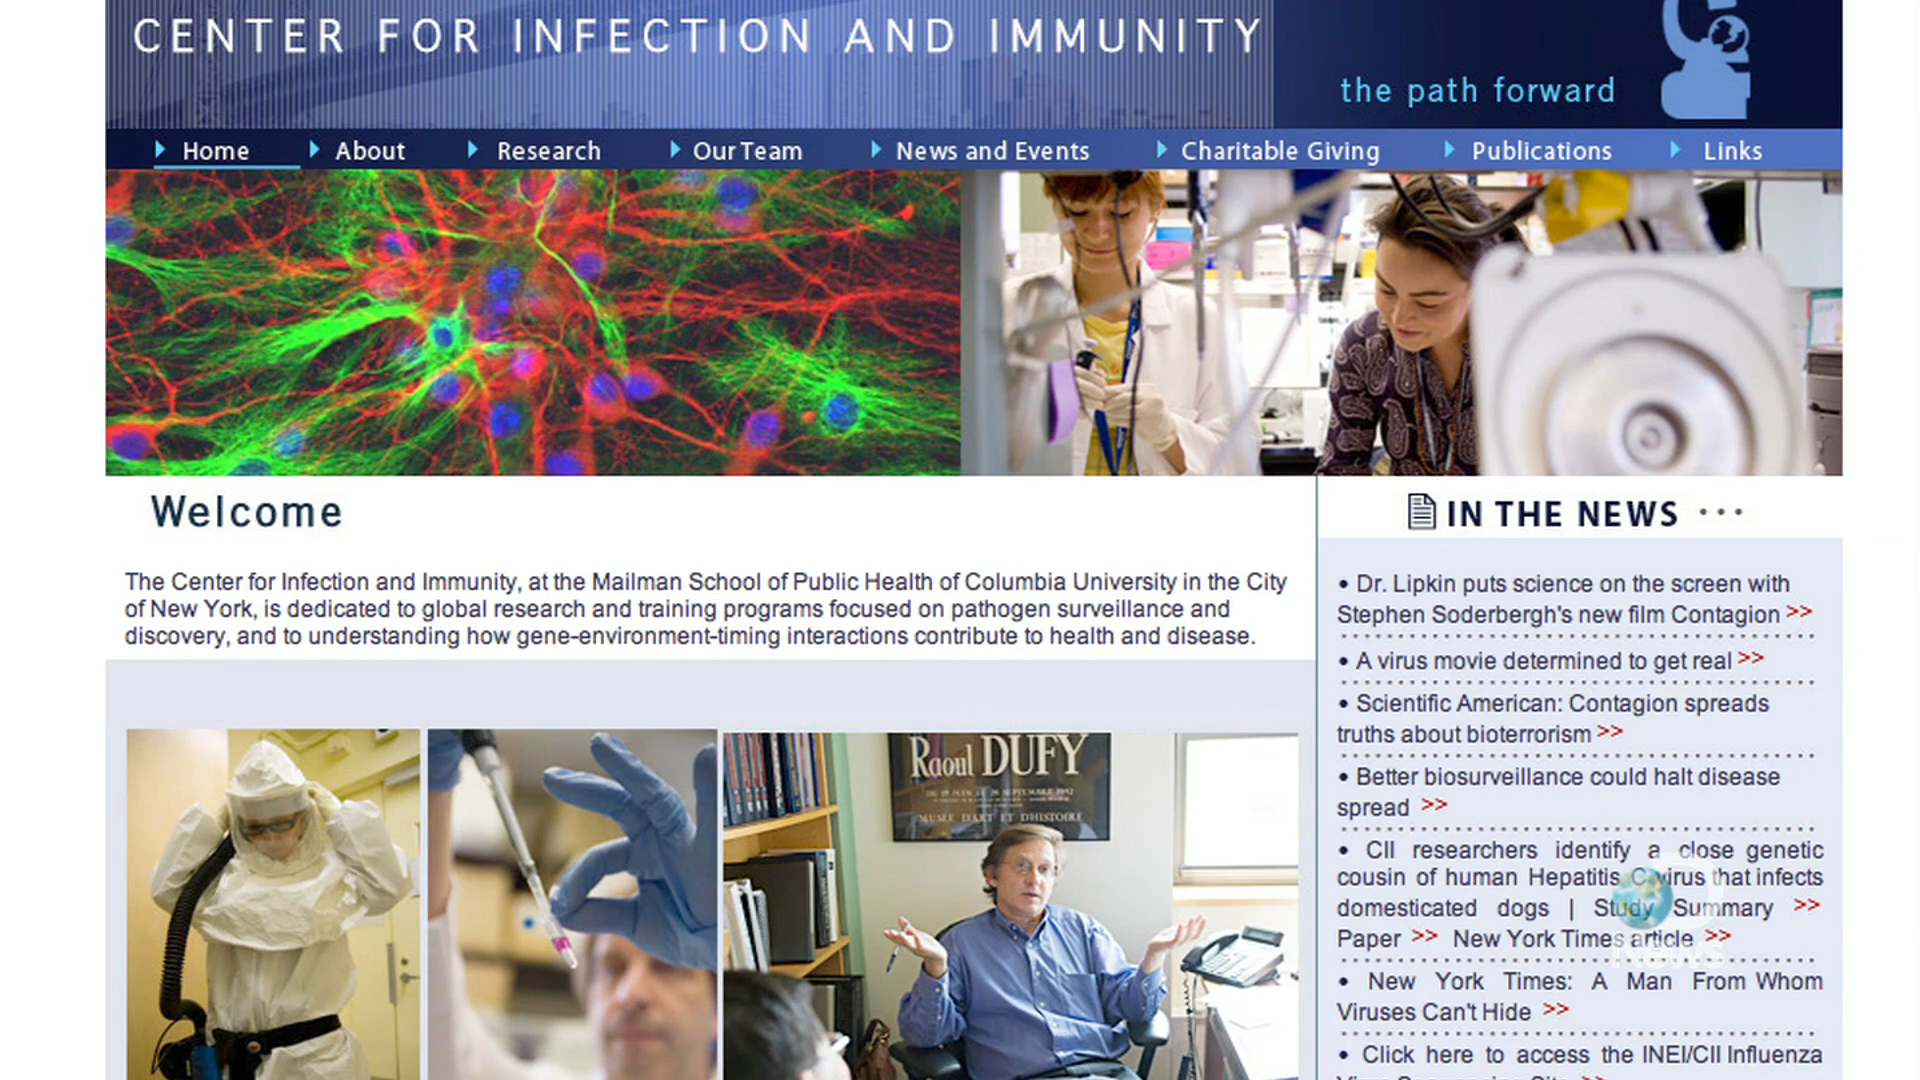 CENTER FOR INFECTION AND IMMUNITY
the path forward
Home About Research Our Team News and Events Charitable Giving Publications Links
Welcome
The Center for Infection and Immunity, at the Mailman School of Public Health of Columbia University in the City
of New York, is dedicated to global research and training programs focused on pathogen surveillance and
discovery, and to understanding how gene-environment-timing interactions contribute to health and disease.
Raoul DUFY
MUSEE D'ART ET D'HISTOIRE
IN THE NEWS ...
• Dr. Lipkin puts science on the screen with
Stephen Soderbergh's new film Contagion >>
• A virus movie determined to get real >>
• Scientific American: Contagion spreads
truths about bioterrorism >>
• Better biosurveillance could halt disease
spread >>
• CII researchers identify a close genetic
cousin of human Hepatitis C virus that infects
domesticated dogs | Study Summary >>
Paper >> New York Times article >>
• New York Times: A Man From Whom
Viruses Can't Hide >>
• Click here to access the INEI/CII Influenza
News